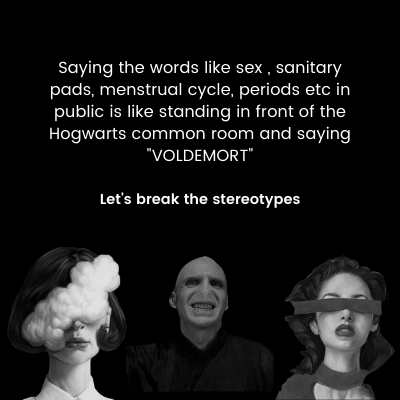 Saying the words like sex , sanitary
pads, menstrual cycle, periods etc in
public is like standing in front of the
Hogwarts common room and saying
"VOLDEMORT"
Let's break the stereotypes